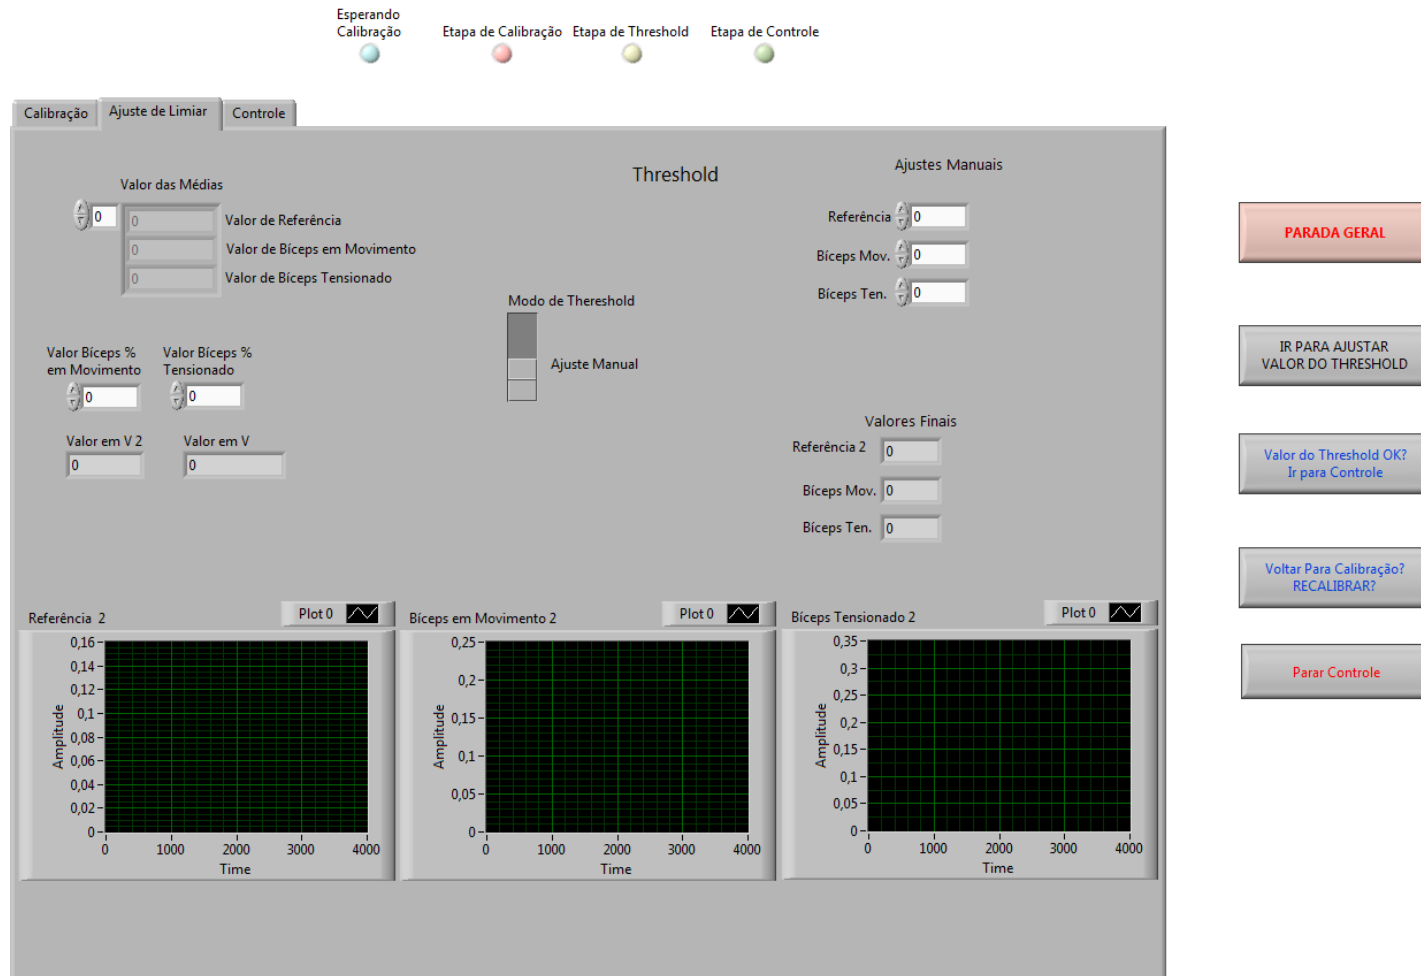 Esperando
Calibração
Etapa de Calibração
Etapa de Threshold
Etapa de Controle
Calibração
Ajuste de Limiar
Controle
Valor das Médias
0
0
Valor de Referência
0
Valor de Bíceps em Movimento
0
Valor de Bíceps Tensionado
Threshold
Ajustes Manuais
Referência
0
Bíceps Mov.
0
Bíceps Ten.
0
Modo de Thereshold
Ajuste Manual
Valor Bíceps %
em Movimento
0
Valor Bíceps %
Tensionado
0
Valor em V 2
0
Valor em V
0
Valores Finais
Referência 2
0
Bíceps Mov.
0
Bíceps Ten.
0
PARADA GERAL
IR PARA AJUSTAR
VALOR DO THRESHOLD
Valor do Threshold OK?
Ir para Controle
Voltar Para Calibração?
RECALIBRAR?
Parar Controle
Referência 2
Plot 0
Amplitude
0,16
0,14
0,12
0,1
0,08
0,06
0,04
0,02
0
0 1000 2000 3000 4000
Time
Bíceps em Movimento 2
Plot 0
Amplitude
0,25
0,2
0,15
0,1
0,05
0
0 1000 2000 3000 4000
Time
Bíceps Tensionado 2
Plot 0
Amplitude
0,35
0,3
0,25
0,2
0,15
0,1
0,05
0
0 1000 2000 3000 4000
Time